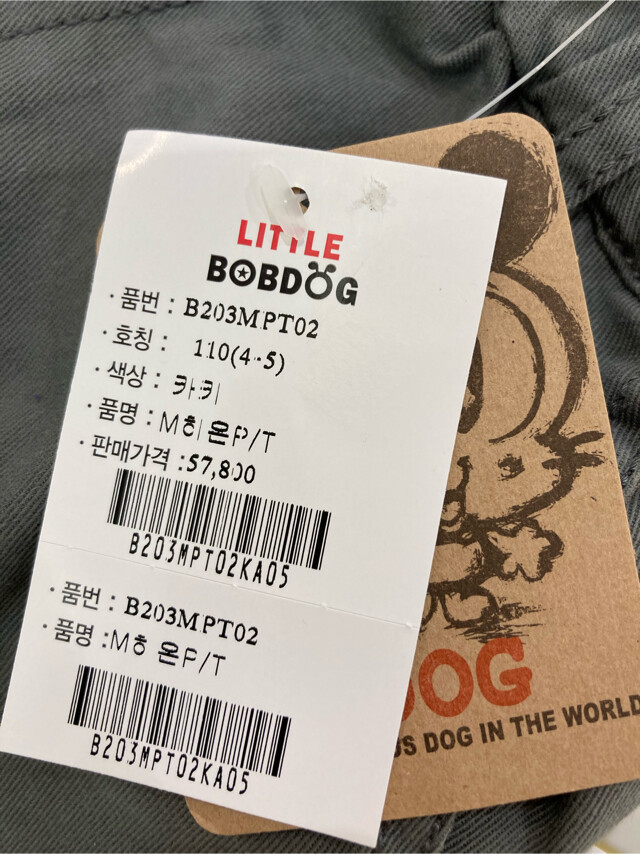 LITTLE
BOBDOG
· 품번 : B203MPT02
· 호칭 : 110(4-5)
· 색상 : 카키
· 품명 : M히온P/T
· 판매가격 :57,800
B203MPT02KA05
· 품번 : B203MPT02
· 품명 :M히온P/T
B203MPT02KA05
OG
DOG IN THE WORLD